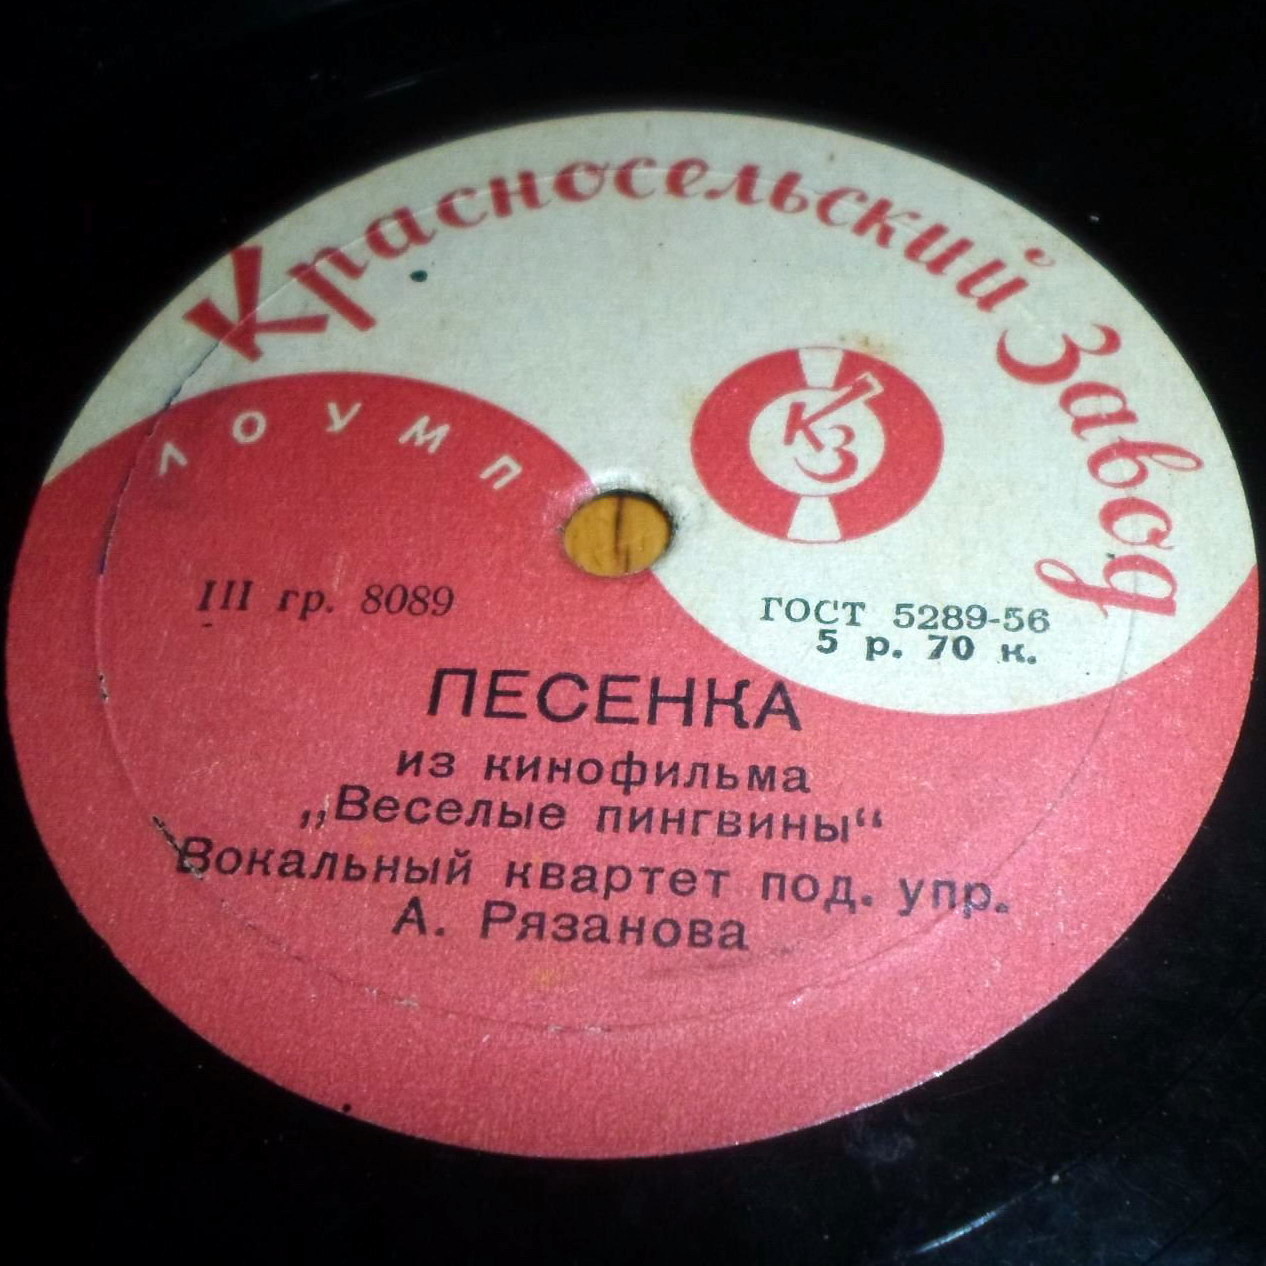 Красносельский Завод
ЛОУМП
КЗ
III гр. 8089
ГОСТ 5289-56
5 р. 70 к.
ПЕСЕНКА
из кинофильма
„Веселые пингвины“
Вокальный квартет под. упр.
А. Рязанова